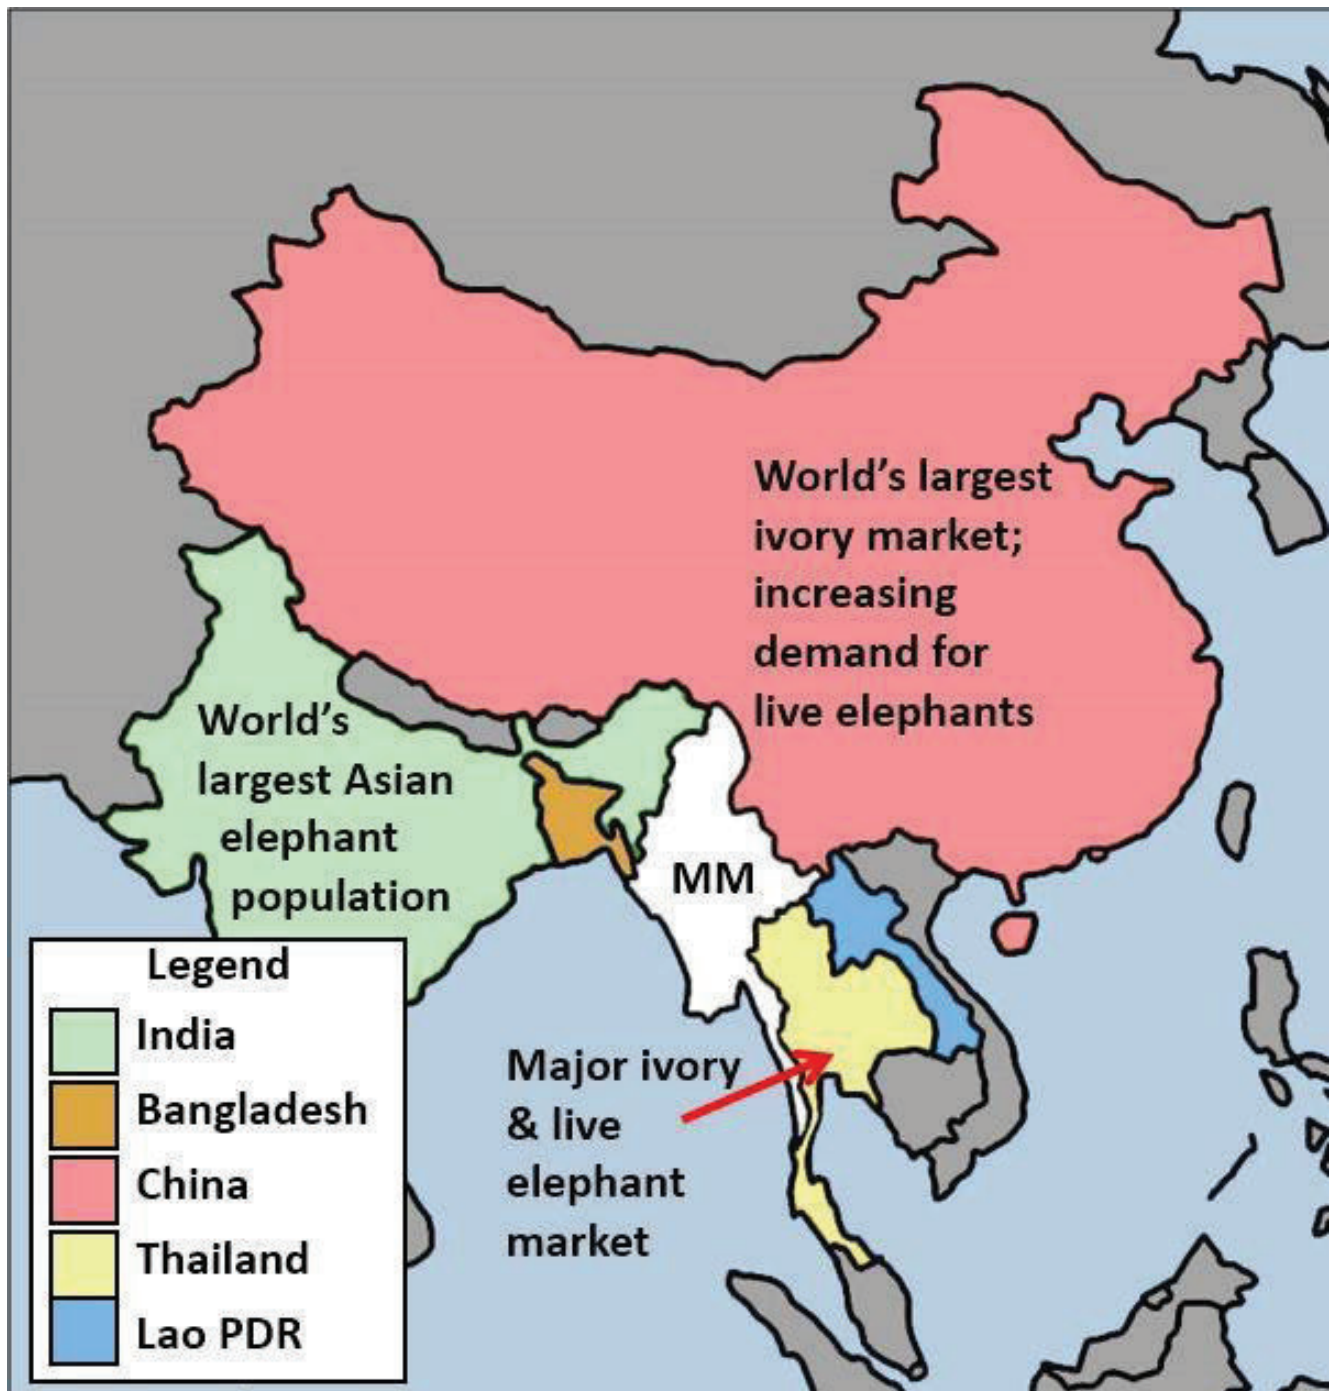 World's largest
ivory market;
increasing
demand for
live elephants
World's
largest Asian
elephant
population
MM
Major ivory
& live
elephant
market
Legend
India
Bangladesh
China
Thailand
Lao PDR